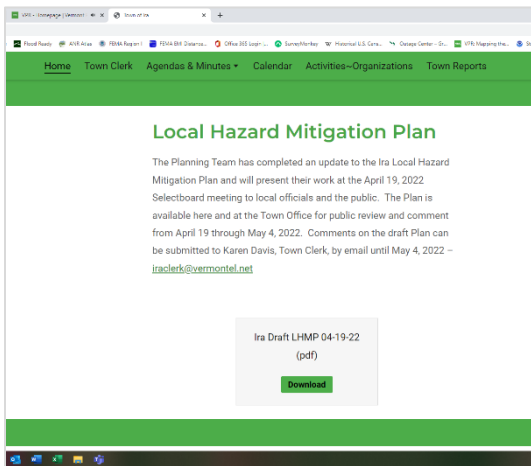 VPR - Homepage | Vermont
Town of Ira
Flood Ready
ANR Atlas
FEMA Region I
FEMA BMI Distance...
Office 365 Login
SurveyMonkey
Historical U.S. Cens...
Home Town Clerk Agendas & Minutes Calendar Activities~Organizations Town Reports
Local Hazard Mitigation Plan
The Planning Team has completed an update to the Ira Local Hazard
Mitigation Plan and will present their work at the April 19, 2022
Selectboard meeting to local officials and the public. The Plan is
available here and at the Town Office for public review and comment
from April 19 through May 4, 2022. Comments on the draft Plan can
be submitted to Karen Davis, Town Clerk, by email until May 4, 2022 –
iraclerk@vermontel.net
Ira Draft LHMP 04-19-22
(pdf)
Download